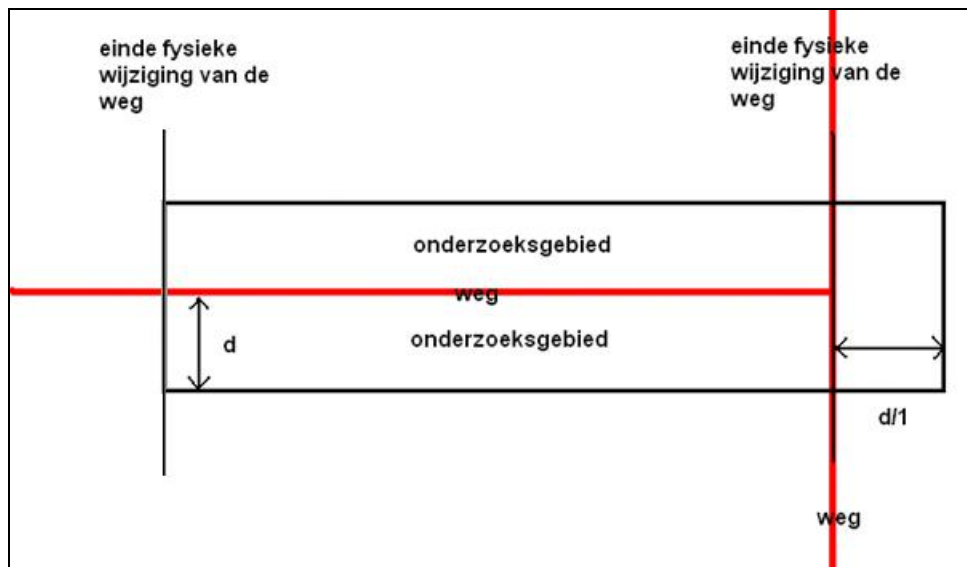 einde fysieke
wijziging van de
weg
einde fysieke
wijziging van de
weg
onderzoeksgebied
weg
d
onderzoeksgebied
d/1
weg